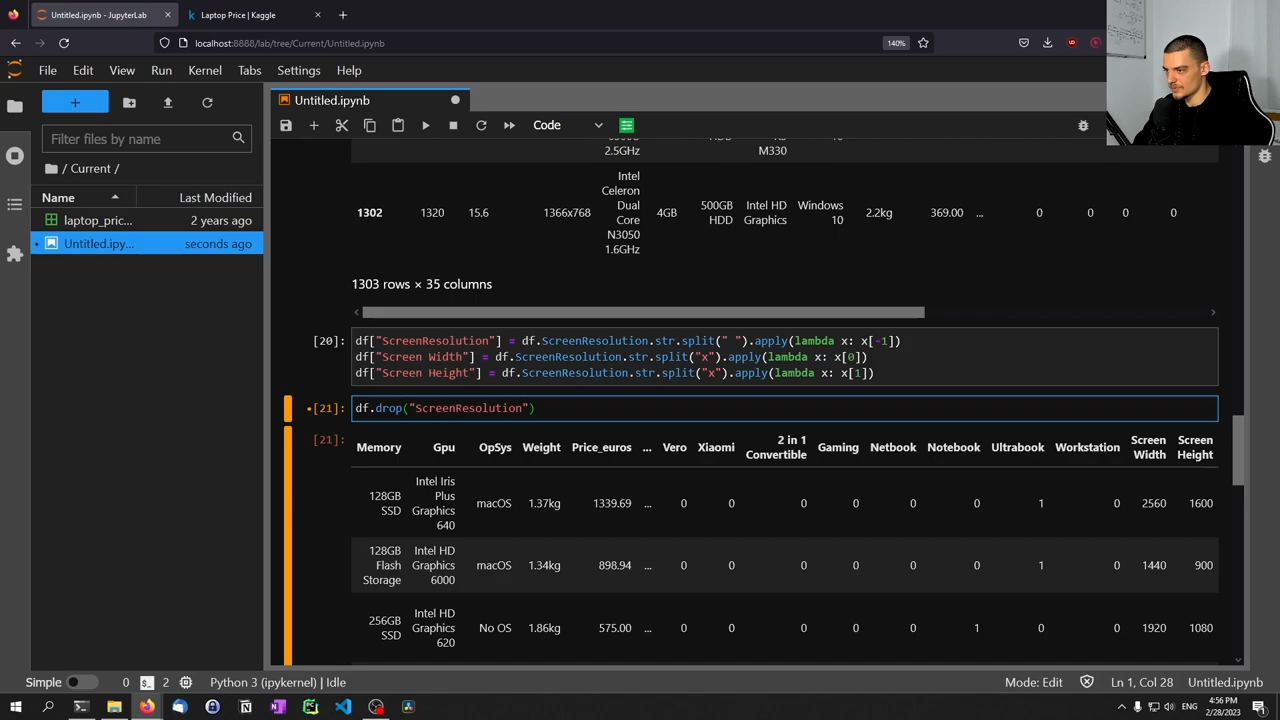 Untitled.ipynb - JupyterLab
Laptop Price | Kaggle
localhost:8888/lab/tree/Current/Untitled.ipynb
140%
File Edit View Run Kernel Tabs Settings Help
Untitled.ipynb
Filter files by name
Code
/ Current /
2.5GHz M330
Name Last Modified
laptop_pric... 2 years ago
Untitled.ipy... seconds ago
1302 1320 15.6 1366x768 Intel Celeron Dual Core N3050 1.6GHz 4GB 500GB HDD Intel HD Graphics Windows 10 2.2kg 369.00 ... 0 0 0 0
1303 rows × 35 columns
[20]: df["ScreenResolution"] = df.ScreenResolution.str.split(" ").apply(lambda x: x[-1])
df["Screen Width"] = df.ScreenResolution.str.split("x").apply(lambda x: x[0])
df["Screen Height"] = df.ScreenResolution.str.split("x").apply(lambda x: x[1])
[21]: df.drop("ScreenResolution")
[21]: Memory Gpu OpSys Weight Price_euros ... Vero Xiaomi 2 in 1 Convertible Gaming Netbook Notebook Ultrabook Workstation Screen Width Screen Height
128GB SSD Intel Iris Plus Graphics 640 macOS 1.37kg 1339.69 ... 0 0 0 0 0 0 1 0 2560 1600
128GB Flash Storage Intel HD Graphics 6000 macOS 1.34kg 898.94 ... 0 0 0 0 0 0 1 0 1440 900
256GB SSD Intel HD Graphics 620 No OS 1.86kg 575.00 ... 0 0 0 0 0 1 0 0 1920 1080
Simple 0 2 Python 3 (ipykernel) | Idle Mode: Edit Ln 1, Col 28 Untitled.ipynb
ENG 4:56 PM
2/28/2023